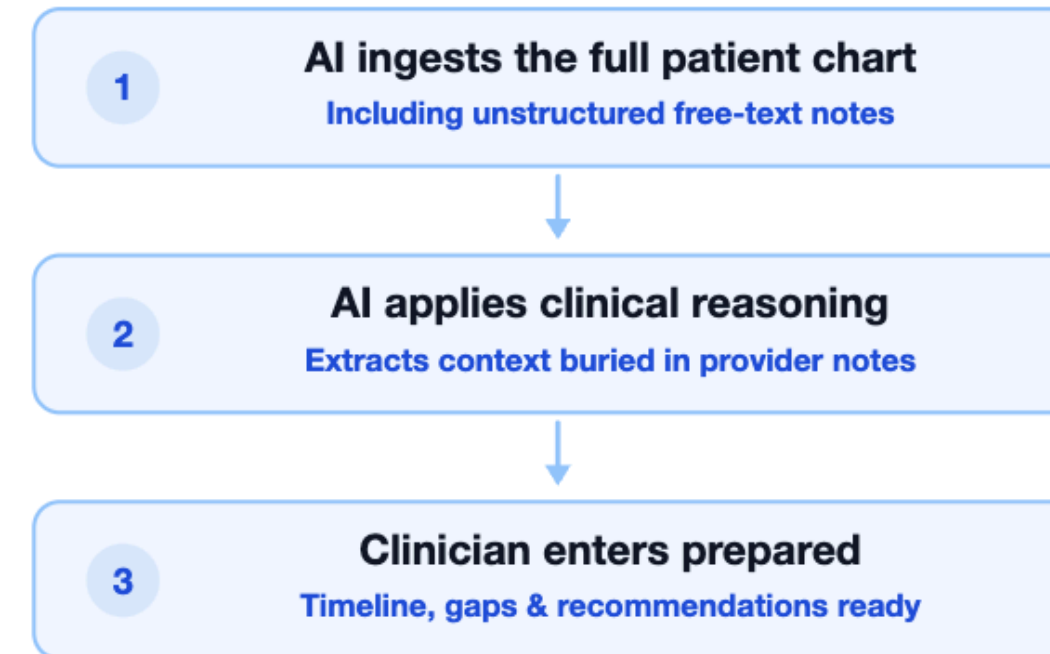 1
AI ingests the full patient chart
Including unstructured free-text notes
2
AI applies clinical reasoning
Extracts context buried in provider notes
3
Clinician enters prepared
Timeline, gaps & recommendations ready